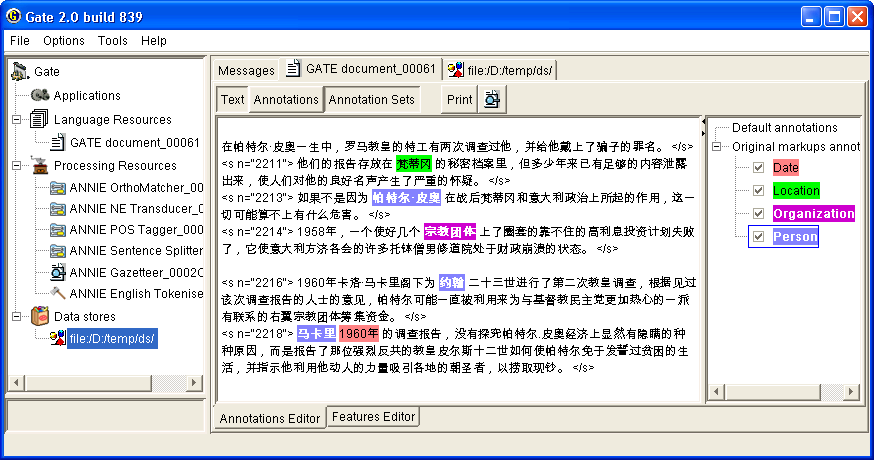 Gate 2.0 build 839
File Options Tools Help
Gate
Applications
Language Resources
GATE document_00061
Processing Resources
ANNIE OrthoMatcher_00
ANNIE NE Transducer_0
ANNIE POS Tagger_000
ANNIE Sentence Splitter
ANNIE Gazetteer_0002C
ANNIE English Tokenise
Data stores
file:/D:/temp/ds/
Messages GATE document_00061 file:/D:/temp/ds/
Text Annotations Annotation Sets Print
在帕特尔·皮奥一生中，罗马教皇的特工有两次调查过他，并给他戴上了骗子的罪名。 </s>
<s n="2211"> 他们的报告存放在 梵蒂冈 的秘密档案里，但多少年来已有足够的内容泄露
出来，使人们对他的良好名声产生了严重的怀疑。 </s>
<s n="2213"> 如果不是因为 帕特尔·皮奥 在故后梵蒂冈和意大利政治上所起的作用，这一
切可能算不上有什么危害。 </s>
<s n="2214"> 1958年，一个使好几个 宗教团体 上了圈套的靠不住的高利息投资计划失败
了，它使意大利方济各会的许多托钵僧男修道院处于财政崩溃的状态。 </s>
<s n="2216"> 1960年卡洛·马卡里阁下为 约翰 二十三世进行了第二次教皇调查，根据见过
该次调查报告的人士的意见，帕特尔可能一直被利用来为与基督教民主党更加热心的一派
有联系的右翼宗教团体筹集资金。 </s>
<s n="2218"> 马卡里 1960年 的调查报告，没有探究帕特尔.皮奥经济上显然有隐瞒的种
种原因，而是报告了那位强烈反共的教皇皮尔斯十二世如何使帕特尔免于发誓过贫困的生
活，并指示他利用他动人的力量吸引各地的朝圣者，以捞取现钞。 </s>
Default annotations
Original markups annot
Date
Location
Organization
Person
Annotations Editor Features Editor